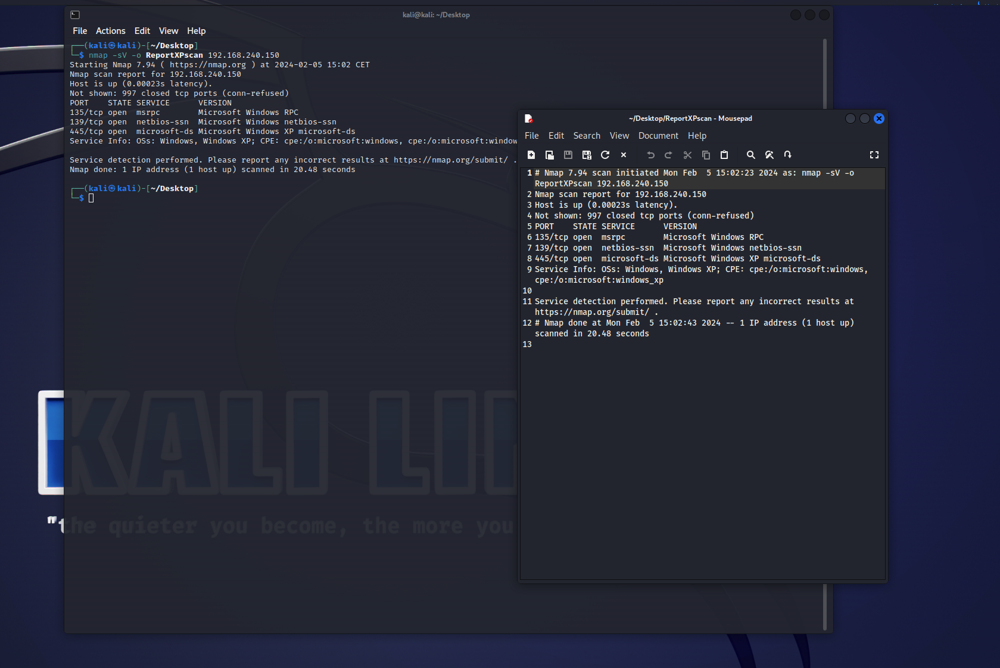 kali@kali: ~/Desktop
File Actions Edit View Help
┌──(kali㉿kali)-[~/Desktop]
└─$ nmap -sV -o ReportXPscan 192.168.240.150
Starting Nmap 7.94 ( https://nmap.org ) at 2024-02-05 15:02 CET
Nmap scan report for 192.168.240.150
Host is up (0.00023s latency).
Not shown: 997 closed tcp ports (conn-refused)
PORT    STATE SERVICE      VERSION
135/tcp open  msrpc        Microsoft Windows RPC
139/tcp open  netbios-ssn  Microsoft Windows netbios-ssn
445/tcp open  microsoft-ds Microsoft Windows XP microsoft-ds
Service Info: OSs: Windows, Windows XP; CPE: cpe:/o:microsoft:windows, cpe:/o:microsoft:window
Service detection performed. Please report any incorrect results at https://nmap.org/submit/ .
Nmap done: 1 IP address (1 host up) scanned in 20.48 seconds
┌──(kali㉿kali)-[~/Desktop]
└─$
~/Desktop/ReportXPscan - Mousepad
File Edit Search View Document Help
1 # Nmap 7.94 scan initiated Mon Feb  5 15:02:23 2024 as: nmap -sV -o
ReportXPscan 192.168.240.150
2 Nmap scan report for 192.168.240.150
3 Host is up (0.00023s latency).
4 Not shown: 997 closed tcp ports (conn-refused)
5 PORT    STATE SERVICE      VERSION
6 135/tcp open  msrpc        Microsoft Windows RPC
7 139/tcp open  netbios-ssn  Microsoft Windows netbios-ssn
8 445/tcp open  microsoft-ds Microsoft Windows XP microsoft-ds
9 Service Info: OSs: Windows, Windows XP; CPE: cpe:/o:microsoft:windows,
cpe:/o:microsoft:windows_xp
10
11 Service detection performed. Please report any incorrect results at
https://nmap.org/submit/ .
12 # Nmap done at Mon Feb  5 15:02:43 2024 -- 1 IP address (1 host up)
scanned in 20.48 seconds
13
KALI LI
"the quieter you become, the more you